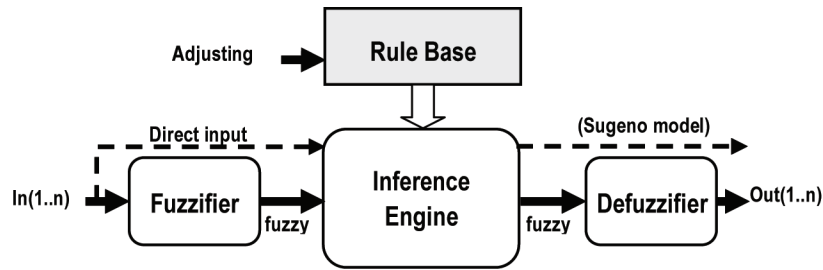 Adjusting
Rule Base
Direct input
(Sugeno model)
In(1..n)
Fuzzifier
fuzzy
Inference
Engine
fuzzy
Defuzzifier
Out(1..n)